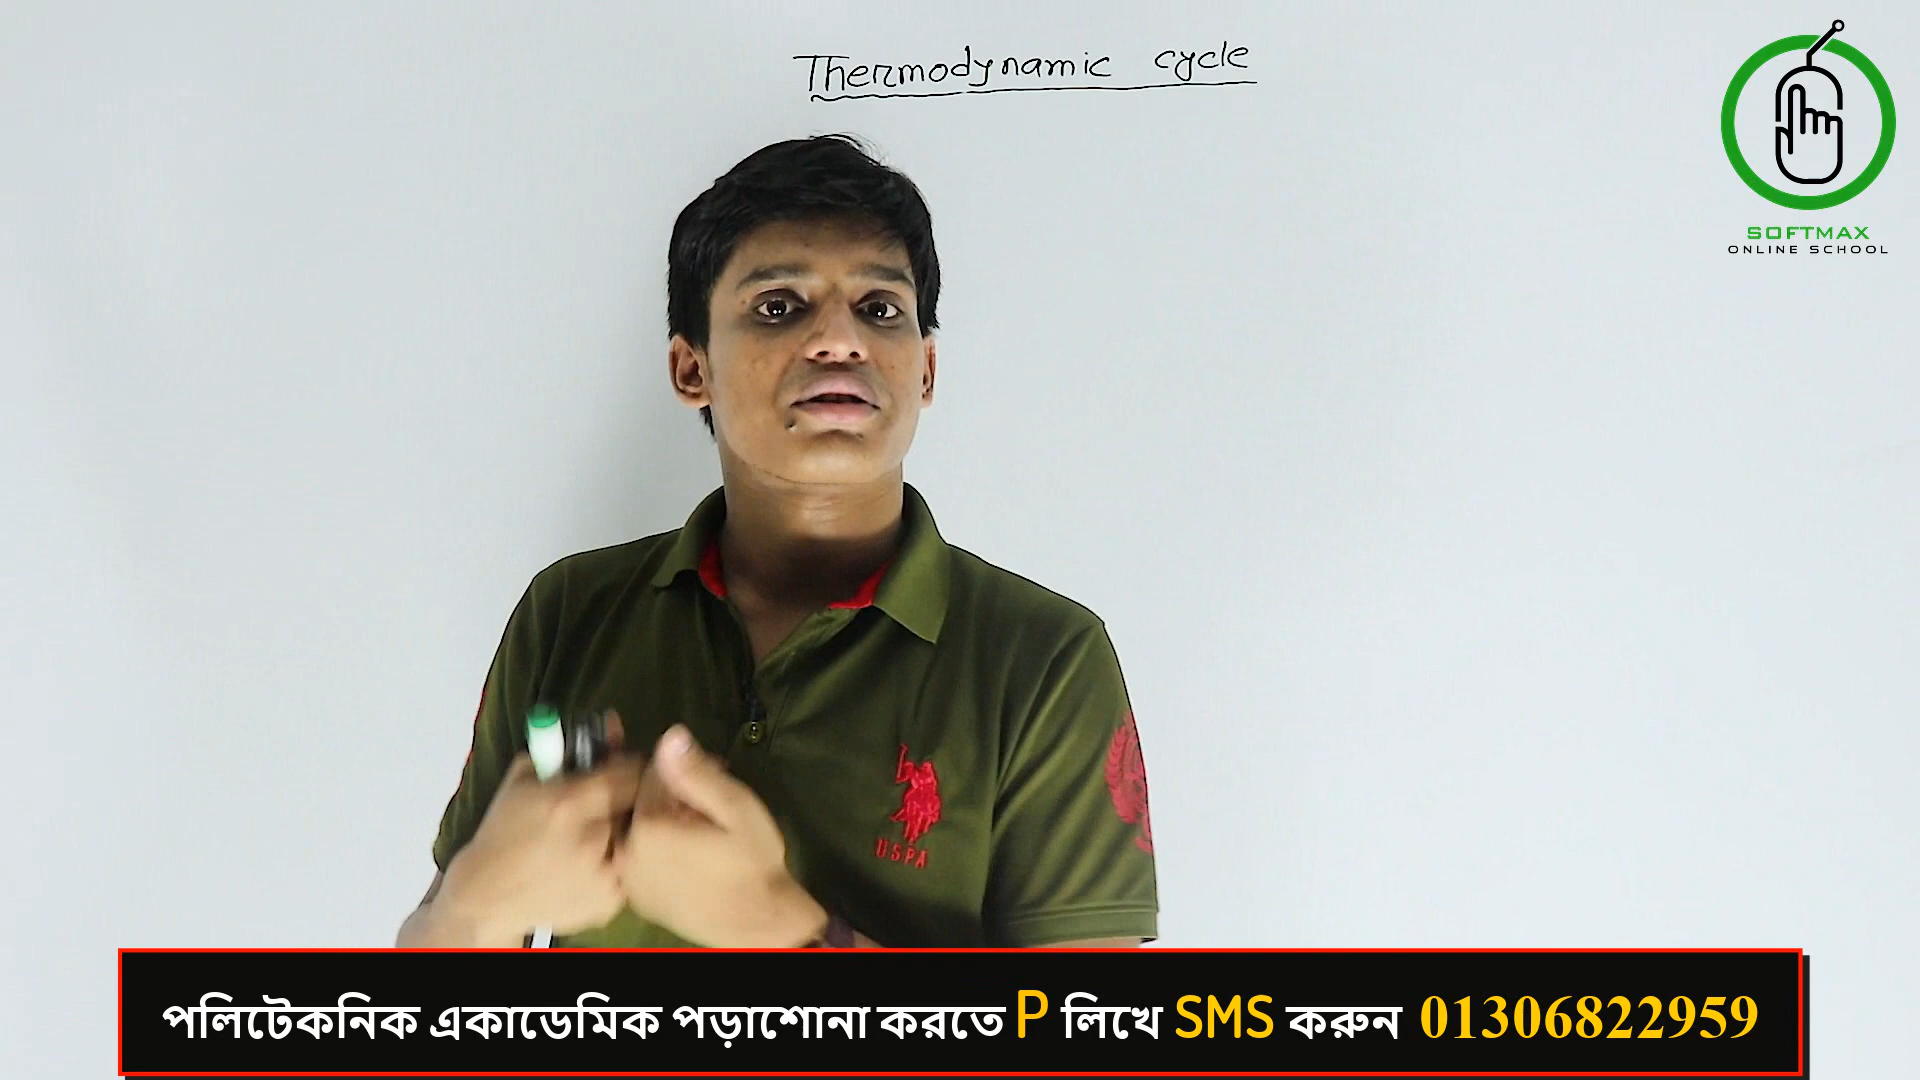 Thermodynamic cycle
SOFTMAX
ONLINE SCHOOL
USPA
পলিটেকনিক একাডেমিক পড়াশোনা করতে P লিখে SMS করুন 01306822959